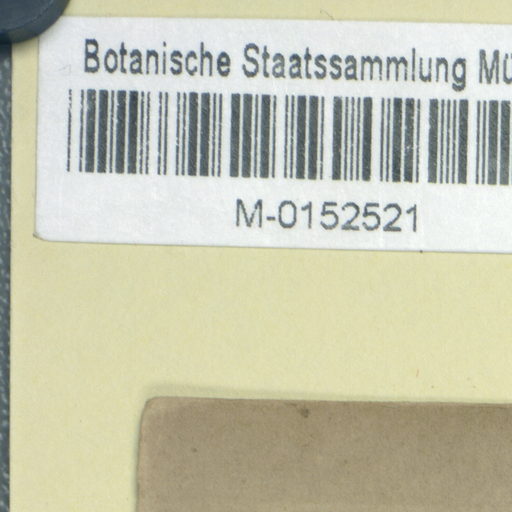 Botanische Staatssammlung Mü
M-0152521